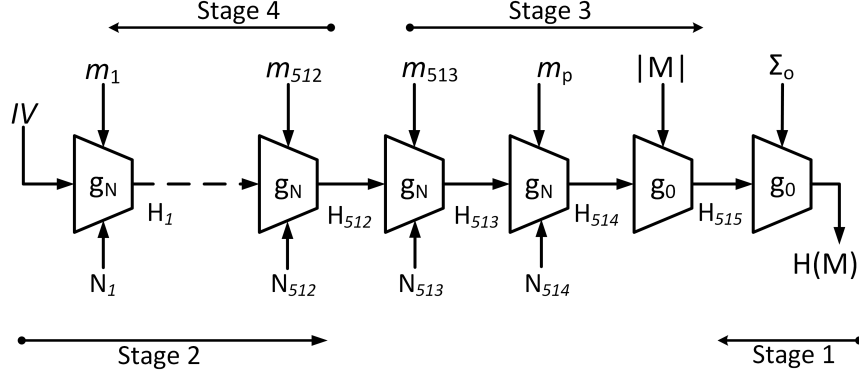 Stage 4 Stage 3
m1 m512 m513 mp |M| Σo
IV
gN gN gN gN g0 g0
H1 H512 H513 H514 H515
N1 N512 N513 N514 H(M)
Stage 2 Stage 1